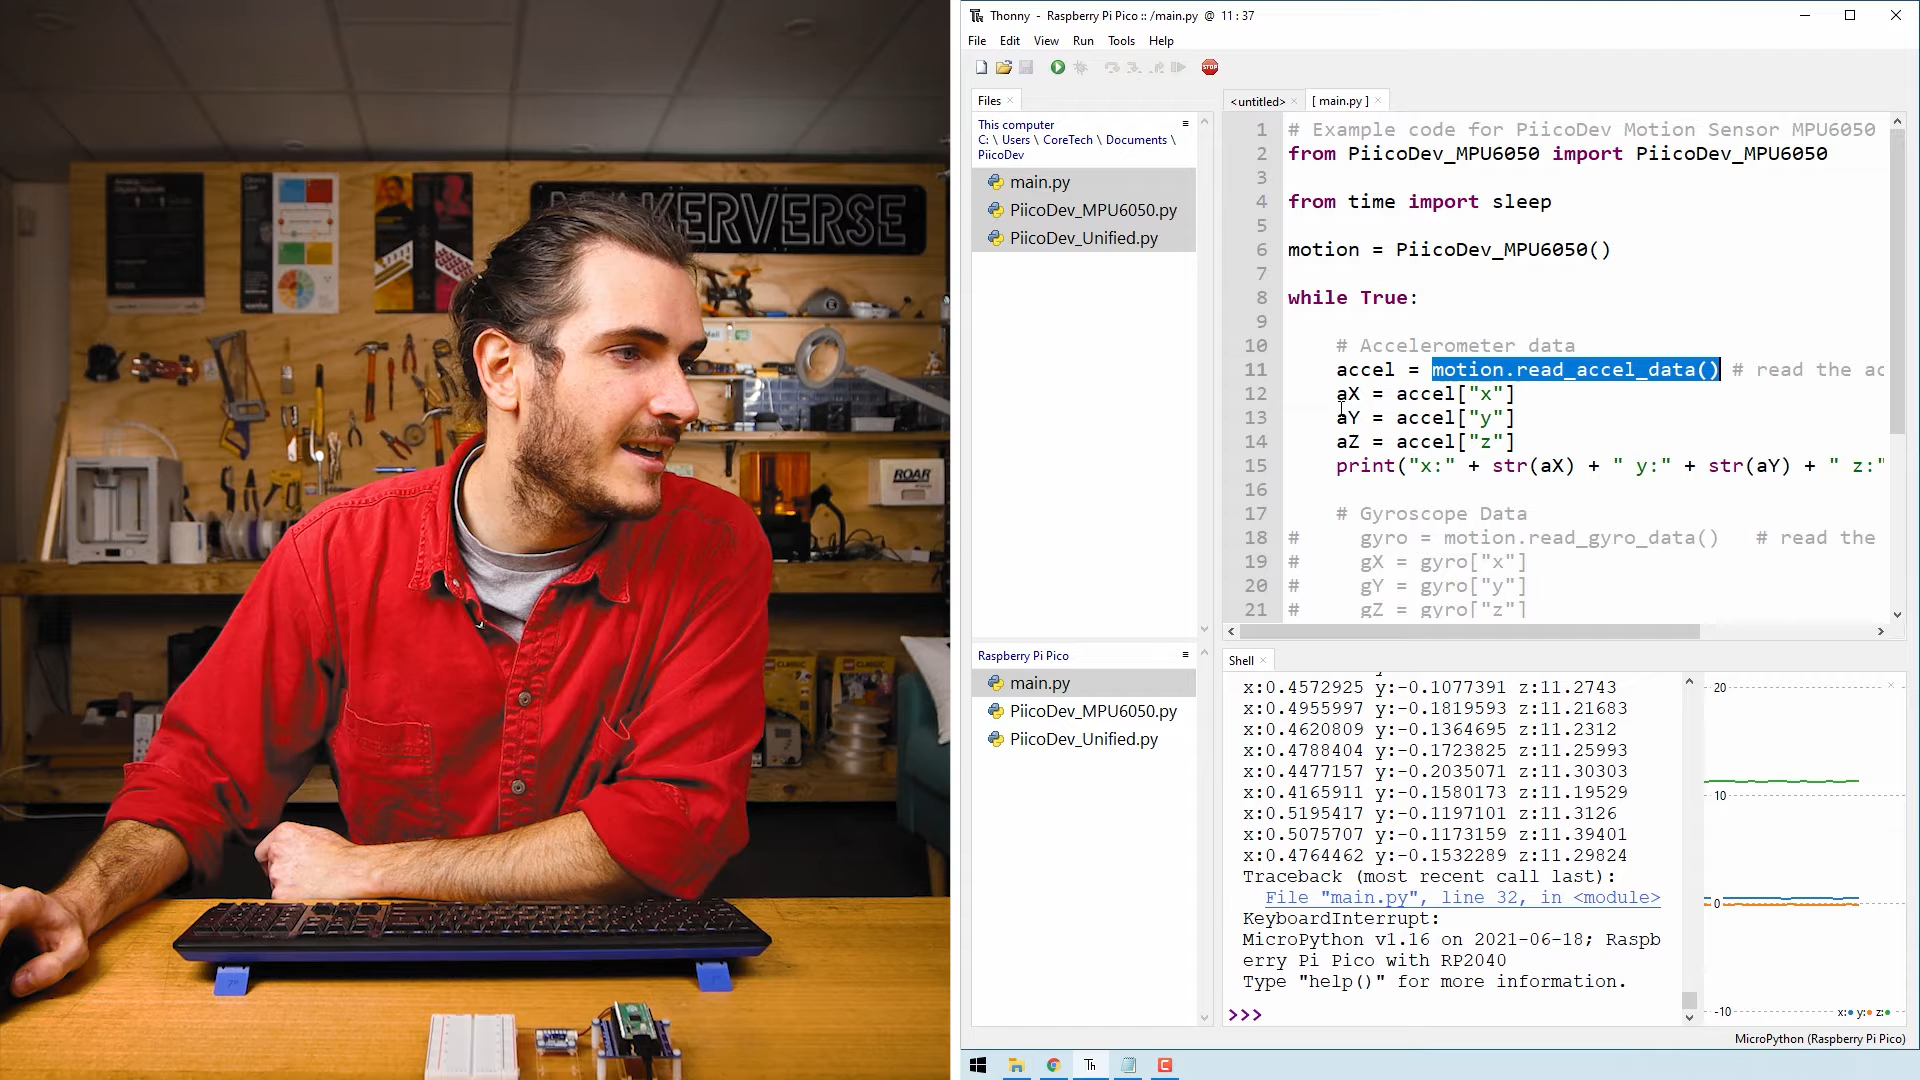 MAKERVERSE
ROAR
Thonny - Raspberry Pi Pico :: /main.py @ 11 : 37
File Edit View Run Tools Help
STOP
Files
This computer
C: \ Users \ CoreTech \ Documents \
PiicoDev
main.py
PiicoDev_MPU6050.py
PiicoDev_Unified.py
Raspberry Pi Pico
main.py
PiicoDev_MPU6050.py
PiicoDev_Unified.py
<untitled>
[ main.py ]
1 # Example code for PiicoDev Motion Sensor MPU6050
2 from PiicoDev_MPU6050 import PiicoDev_MPU6050
3
4 from time import sleep
5
6 motion = PiicoDev_MPU6050()
7
8 while True:
9
10 # Accelerometer data
11 accel = motion.read_accel_data() # read the ac
12 aX = accel["x"]
13 aY = accel["y"]
14 aZ = accel["z"]
15 print("x:" + str(aX) + " y:" + str(aY) + " z:"
16
17 # Gyroscope Data
18 # gyro = motion.read_gyro_data() # read the
19 # gX = gyro["x"]
20 # gY = gyro["y"]
21 # gZ = gyro["z"]
Shell
x:0.4572925 y:-0.1077391 z:11.2743
x:0.4955997 y:-0.1819593 z:11.21683
x:0.4620809 y:-0.1364695 z:11.2312
x:0.4788404 y:-0.1723825 z:11.25993
x:0.4477157 y:-0.2035071 z:11.30303
x:0.4165911 y:-0.1580173 z:11.19529
x:0.5195417 y:-0.1197101 z:11.3126
x:0.5075707 y:-0.1173159 z:11.39401
x:0.4764462 y:-0.1532289 z:11.29824
Traceback (most recent call last):
File "main.py", line 32, in <module>
KeyboardInterrupt:
MicroPython v1.16 on 2021-06-18; Raspb
erry Pi Pico with RP2040
Type "help()" for more information.
>>>
20
10
0
-10
x: y: z:
MicroPython (Raspberry Pi Pico)
Th